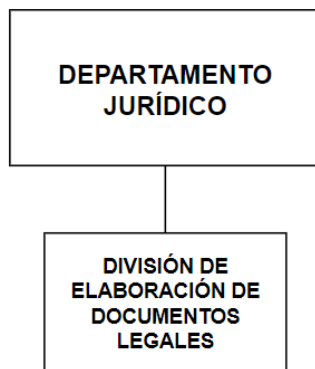 DEPARTAMENTO
JURÍDICO
DIVISIÓN DE
ELABORACIÓN DE
DOCUMENTOS
LEGALES